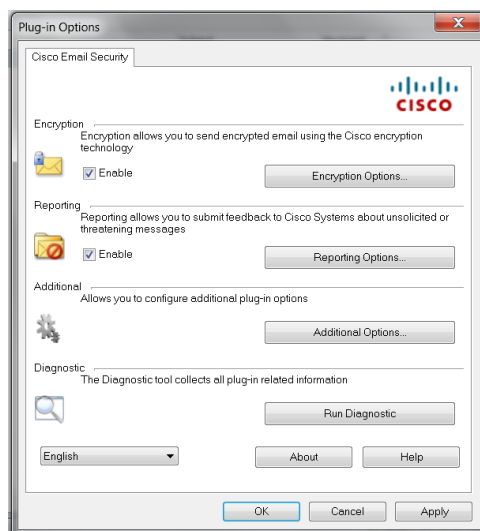 Plug-in Options
Cisco Email Security
CISCO
Encryption
Encryption allows you to send encrypted email using the Cisco encryption
technology
Enable
Encryption Options...
Reporting
Reporting allows you to submit feedback to Cisco Systems about unsolicited or
threatening messages
Enable
Reporting Options...
Additional
Allows you to configure additional plug-in options
Additional Options...
Diagnostic
The Diagnostic tool collects all plug-in related information
Run Diagnostic
English
About
Help
OK
Cancel
Apply